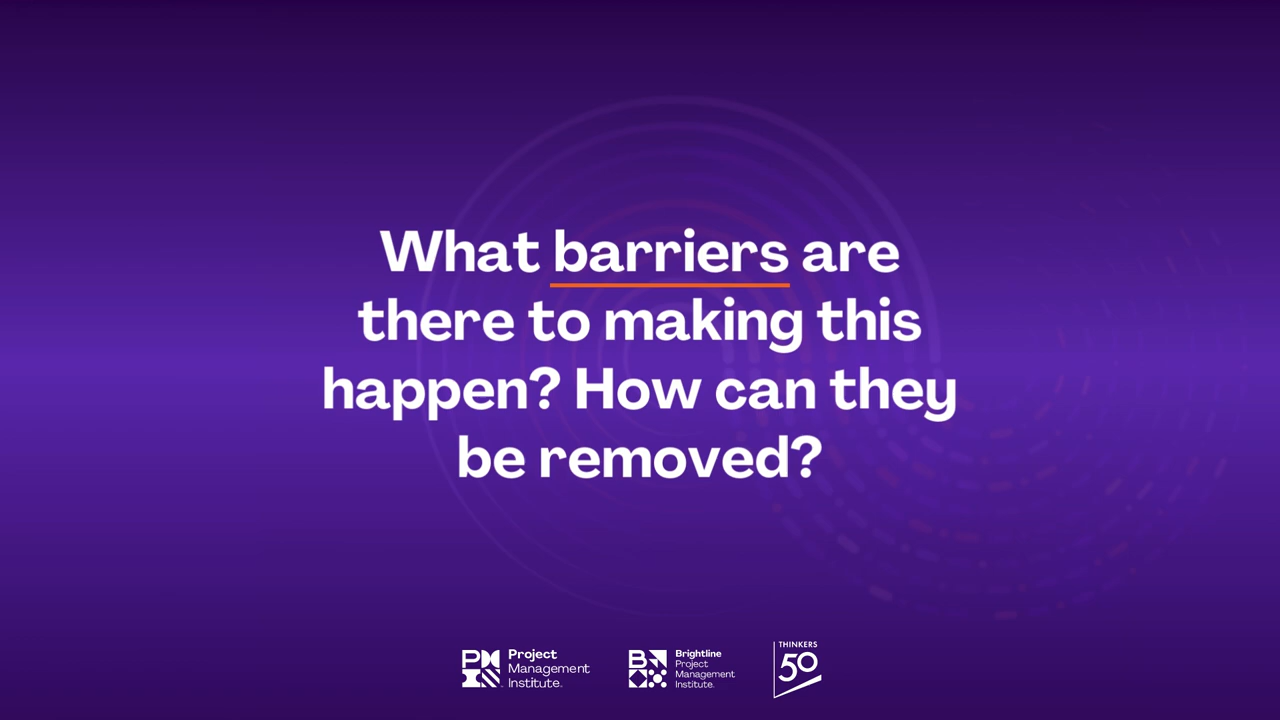 What barriers are
there to making this
happen? How can they
be removed?
PM
Project
Management
Institute.
B
Brightline
Project
Management
Institute.
THINKERS
50